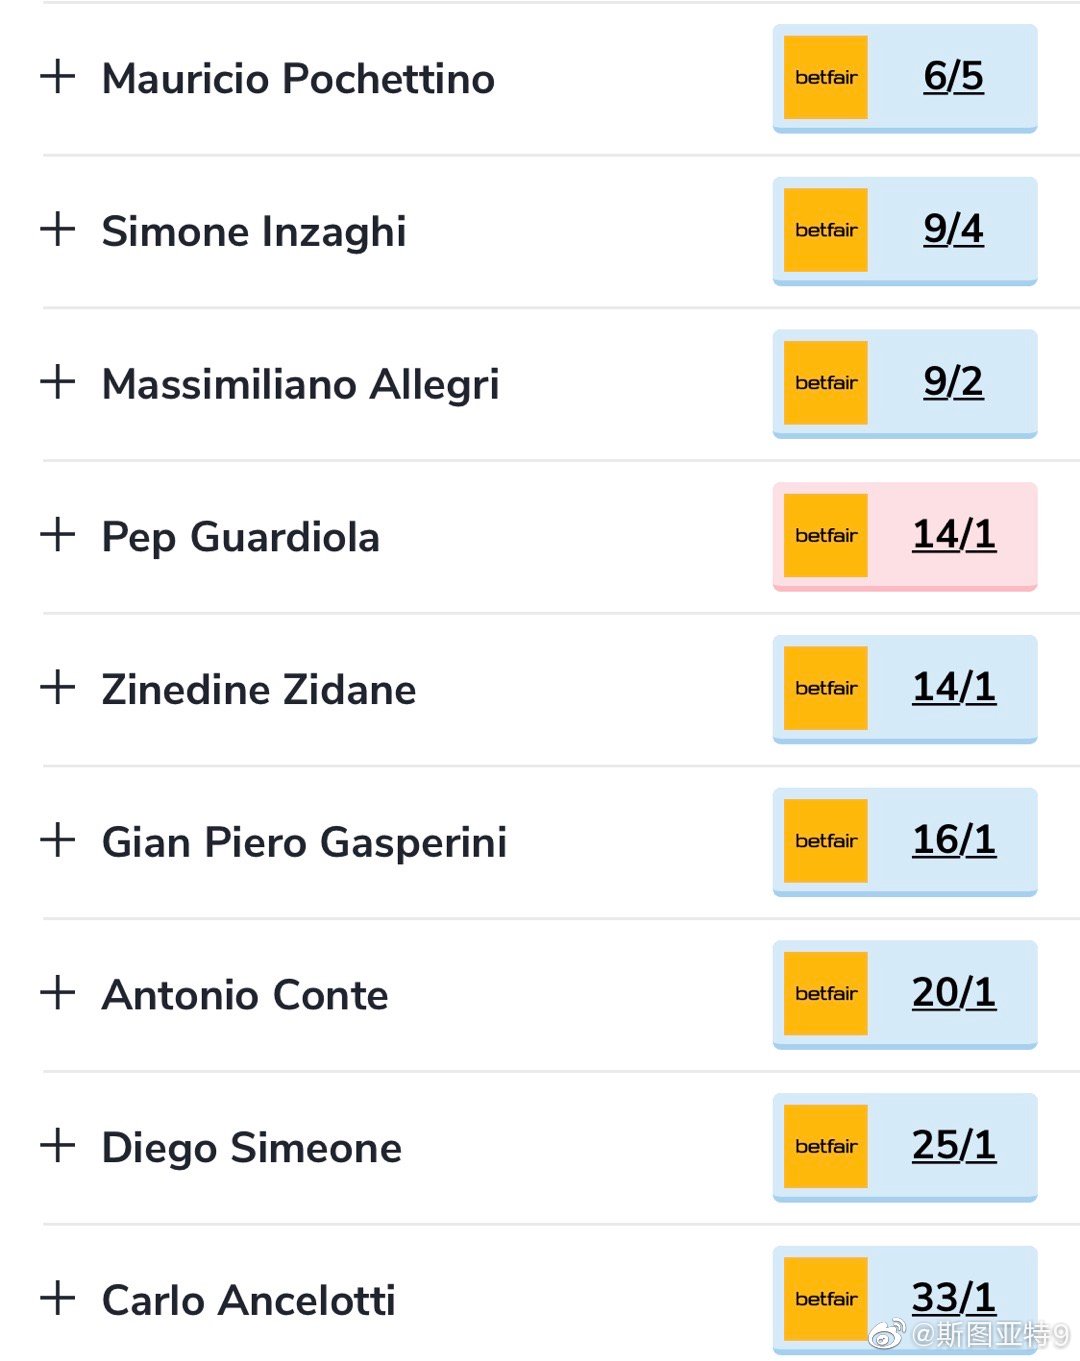 Mauricio Pochettino betfair 6/5
Simone Inzaghi betfair 9/4
Massimiliano Allegri betfair 9/2
Pep Guardiola betfair 14/1
Zinedine Zidane betfair 14/1
Gian Piero Gasperini betfair 16/1
Antonio Conte betfair 20/1
Diego Simeone betfair 25/1
Carlo Ancelotti betfair 33/1
@斯图亚特9